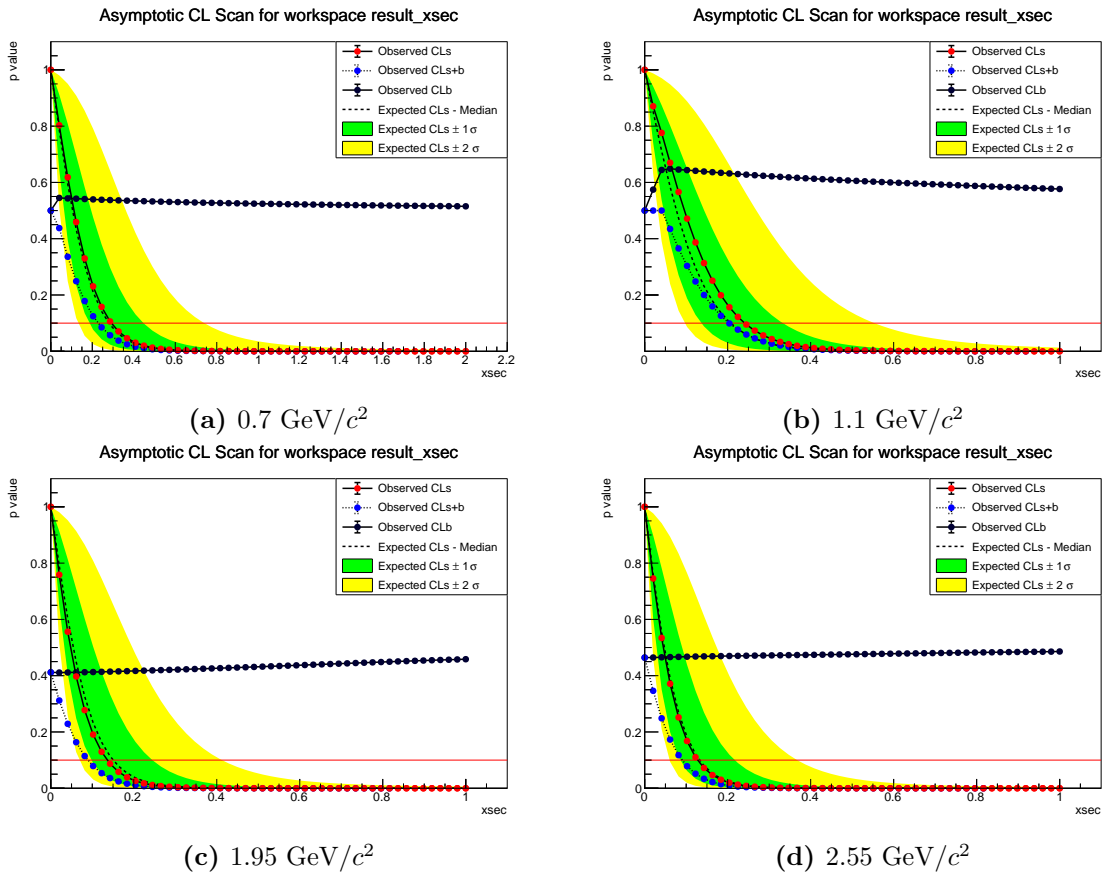 Asymptotic CL Scan for workspace result_xsec
p value
1
0.8
0.6
0.4
0.2
0
0 0.2 0.4 0.6 0.8 1 1.2 1.4 1.6 1.8 2 2.2
xsec
Observed CLs
Observed CLs+b
Observed CLb
Expected CLs - Median
Expected CLs ± 1σ
Expected CLs ± 2 σ
(a) 0.7 GeV/c²
Asymptotic CL Scan for workspace result_xsec
p value
1
0.8
0.6
0.4
0.2
0
0 0.2 0.4 0.6 0.8 1
xsec
Observed CLs
Observed CLs+b
Observed CLb
Expected CLs - Median
Expected CLs ± 1σ
Expected CLs ± 2 σ
(b) 1.1 GeV/c²
Asymptotic CL Scan for workspace result_xsec
p value
1
0.8
0.6
0.4
0.2
0
0 0.2 0.4 0.6 0.8 1
xsec
Observed CLs
Observed CLs+b
Observed CLb
Expected CLs - Median
Expected CLs ± 1σ
Expected CLs ± 2 σ
(c) 1.95 GeV/c²
Asymptotic CL Scan for workspace result_xsec
p value
1
0.8
0.6
0.4
0.2
0
0 0.2 0.4 0.6 0.8 1
xsec
Observed CLs
Observed CLs+b
Observed CLb
Expected CLs - Median
Expected CLs ± 1σ
Expected CLs ± 2 σ
(d) 2.55 GeV/c²